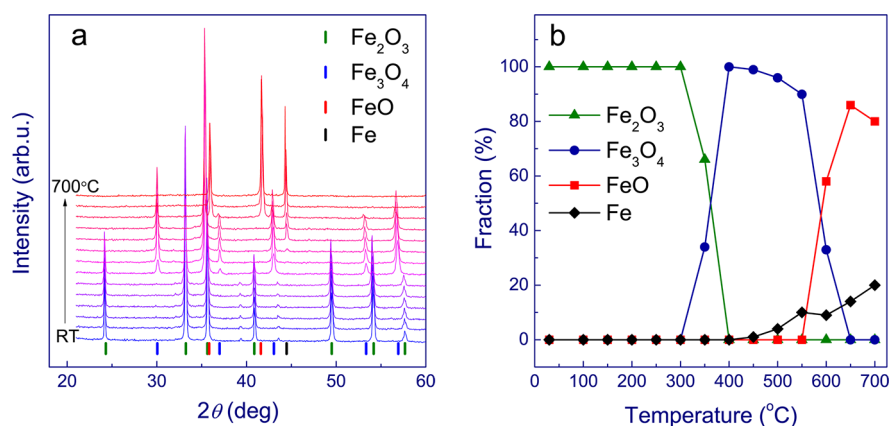 a
Fe₂O₃
Fe₃O₄
FeO
Fe
700°C
RT
Intensity (arb.u.)
20 30 40 50 60
2θ (deg)
b
100
80
60
40
20
0
Fe₂O₃
Fe₃O₄
FeO
Fe
Fraction (%)
0 100 200 300 400 500 600 700
Temperature (°C)